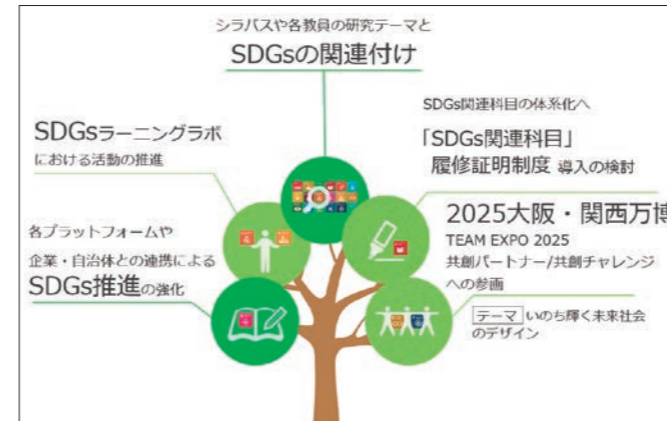 シラバスや各教員の研究テーマと
SDGsの関連付け
SDGsラーニングラボ
における活動の推進
各プラットフォームや
企業・自治体との連携による
SDGs推進の強化
SDGs関連科目の体系化へ
「SDGs関連科目」
履修証明制度 導入の検討
2025大阪・関西万博
TEAM EXPO 2025
共創パートナー/共創チャレンジ
への参画
テーマ いのち輝く未来社会
のデザイン